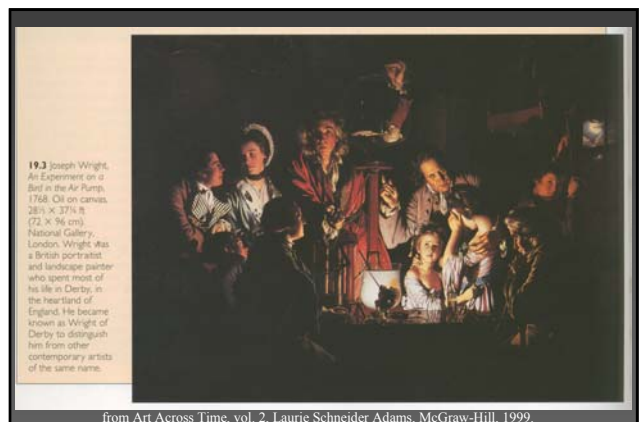 19.3 Joseph Wright,
An Experiment on a
Bird in the Air Pump,
1768. Oil on canvas,
28½ × 37¾ ft
(72 × 96 cm).
National Gallery,
London. Wright was
a British portraitist
and landscape painter
who spent most of
his life in Derby, in
the heartland of
England. He became
known as Wright of
Derby to distinguish
him from other
contemporary artists
of the same name.
from Art Across Time, vol. 2, Laurie Schneider Adams, McGraw-Hill, 1999.